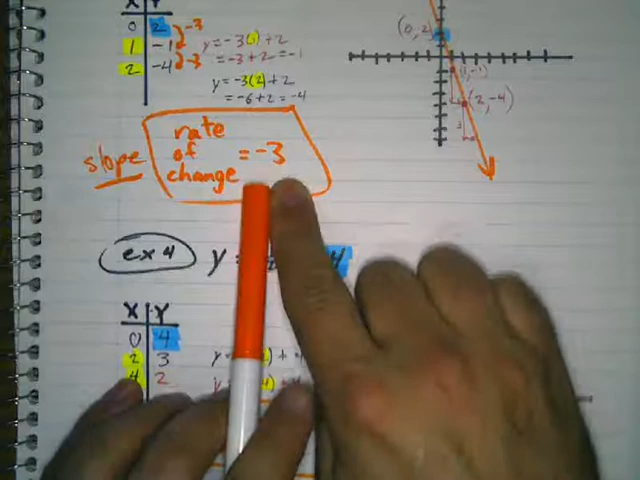 X Y
0 2
-3
1 -1
-3
2 -4
y = -3(1)+2
= -3+2 = -1
y = -3(2)+2
= -6+2 = -4
(0, 2)
(1, -1)
(2, -4)
slope
rate
of = -3
change
ex 4
y =
4
X Y
0 4
2 3
4 2